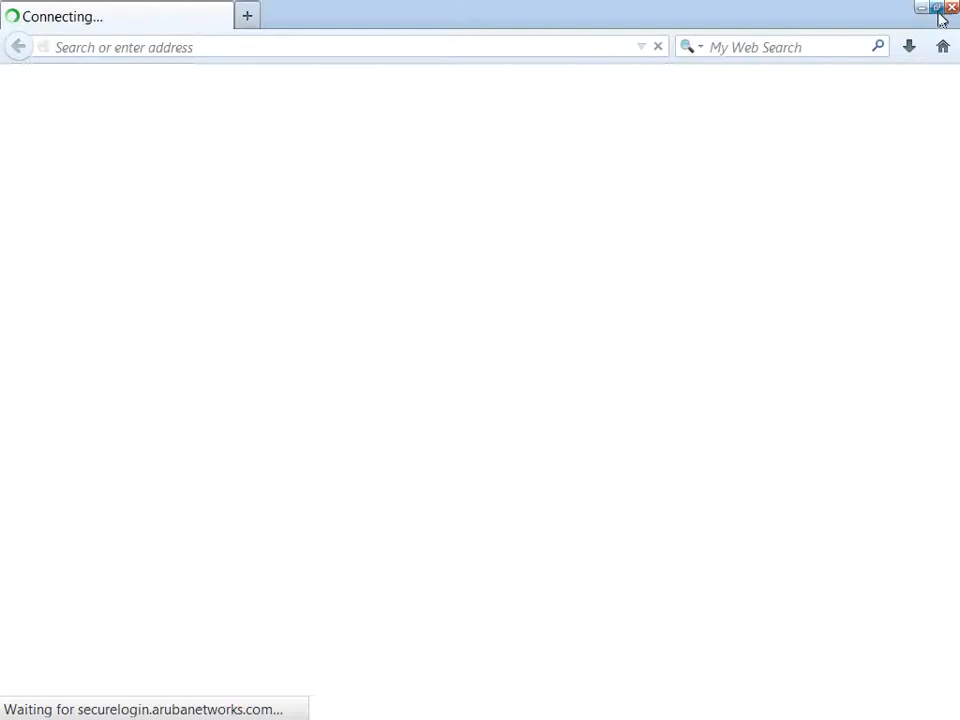 Connecting...
Search or enter address
My Web Search
Waiting for securelogin.arubanetworks.com...